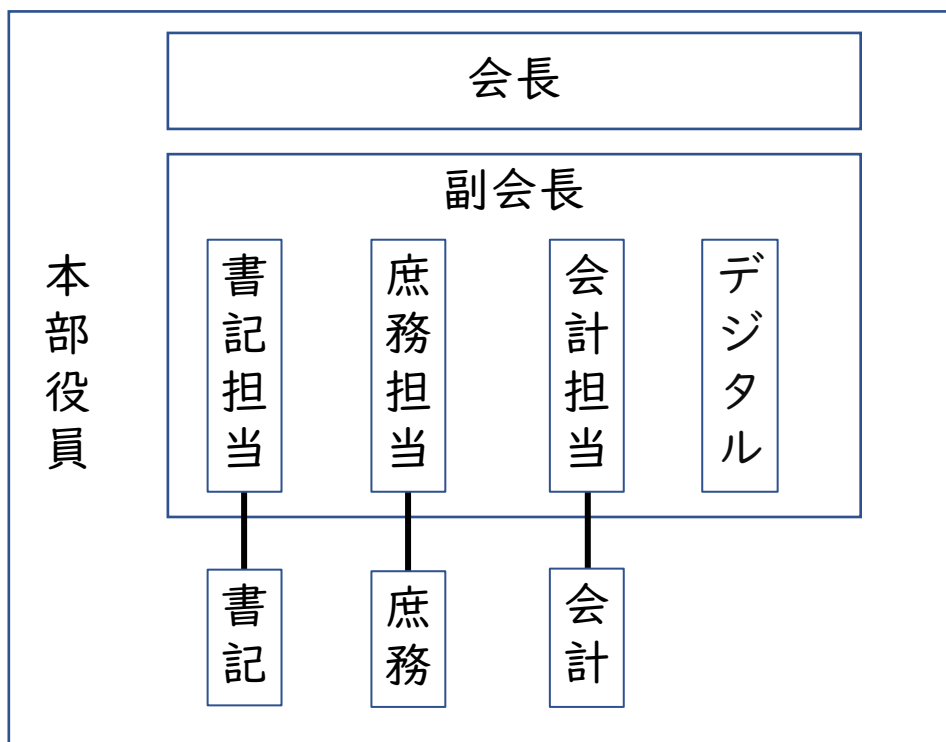 会長
副会長
本部役員
書記担当
庶務担当
会計担当
デジタル
書記
庶務
会計